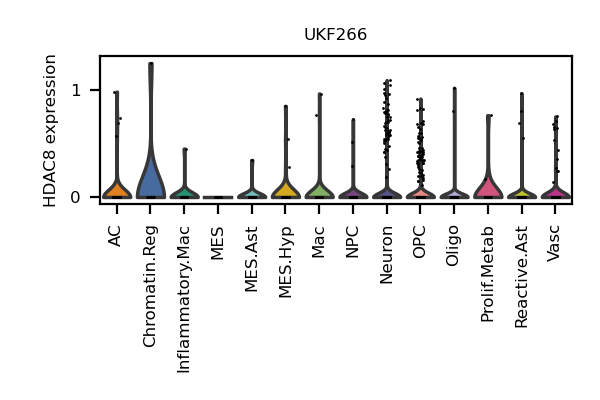 UKF266
HDAC8 expression
1
0
AC
Chromatin.Reg
Inflammatory.Mac
MES
MES.Ast
MES.Hyp
Mac
NPC
Neuron
OPC
Oligo
Prolif.Metab
Reactive.Ast
Vasc